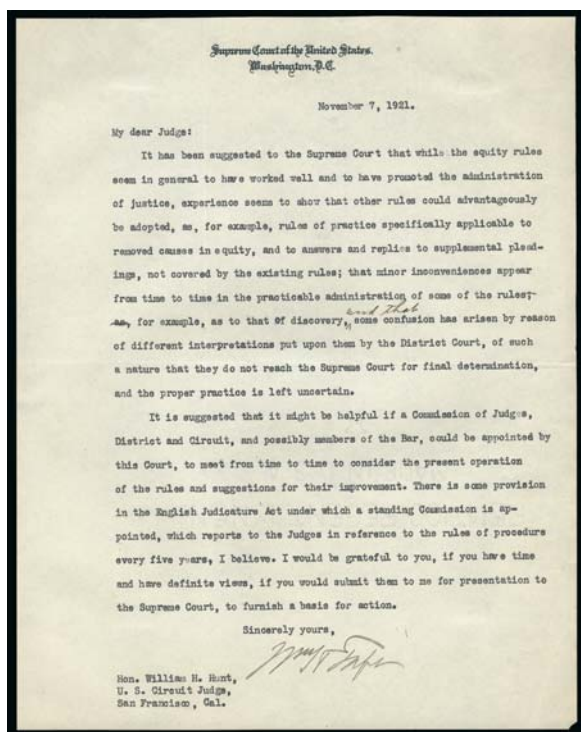 Supreme Court of the United States.
Washington, D.C.
November 7, 1921.
My dear Judge:
It has been suggested to the Supreme Court that while the equity rules
seem in general to have worked well and to have promoted the administration
of justice, experience seems to show that other rules could advantageously
be adopted, as, for example, rules of practice specifically applicable to
removed causes in equity, and to answers and replies to supplemental plead-
ings, not covered by the existing rules; that minor inconveniences appear
from time to time in the practicable administration of some of the rules;
and that
as, for example, as to that of discovery, some confusion has arisen by reason
of different interpretations put upon them by the District Court, of such
a nature that they do not reach the Supreme Court for final determination,
and the proper practice is left uncertain.
It is suggested that it might be helpful if a Commission of Judges,
District and Circuit, and possibly members of the Bar, could be appointed by
this Court, to meet from time to time to consider the present operation
of the rules and suggestions for their improvement. There is some provision
in the English Judicature Act under which a standing Commission is ap-
pointed, which reports to the Judges in reference to the rules of procedure
every five years, I believe. I would be grateful to you, if you have time
and have definite views, if you would submit them to me for presentation to
the Supreme Court, to furnish a basis for action.
Sincerely yours,
Wm H Taft
Hon. William H. Hunt,
U. S. Circuit Judge,
San Francisco, Cal.